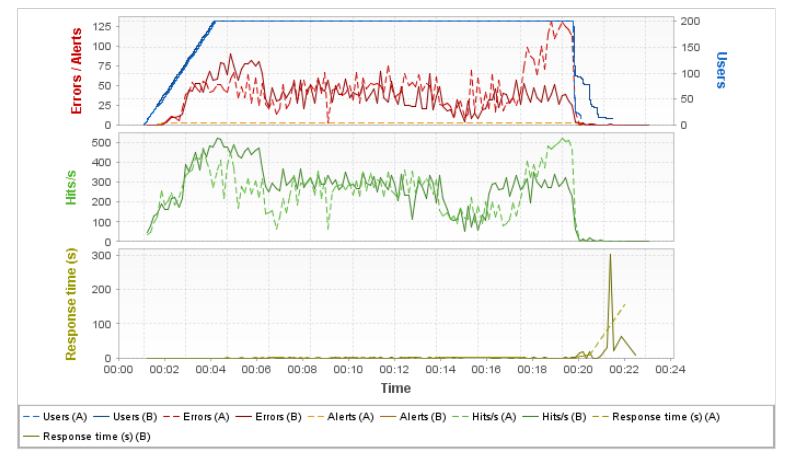 Errors / Alerts
125
100
75
50
25
0
200
150
100
50
0
Users
Hits/s
500
400
300
200
100
0
Response time (s)
300
200
100
0
00:00 00:02 00:04 00:06 00:08 00:10 00:12 00:14 00:16 00:18 00:20 00:22 00:24
Time
Users (A) Users (B) Errors (A) Errors (B) Alerts (A) Alerts (B) Hits/s (A) Hits/s (B) Response time (s) (A)
Response time (s) (B)